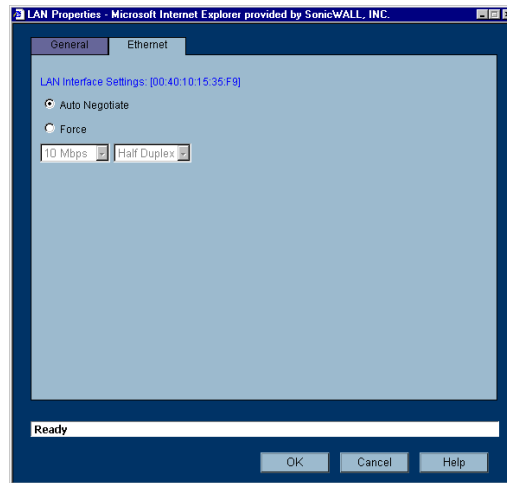 LAN Properties - Microsoft Internet Explorer provided by SonicWALL, INC.
General Ethernet
LAN Interface Settings: [00:40:10:15:35:F9]
Auto Negotiate
Force
10 Mbps Half Duplex
Ready
OK Cancel Help